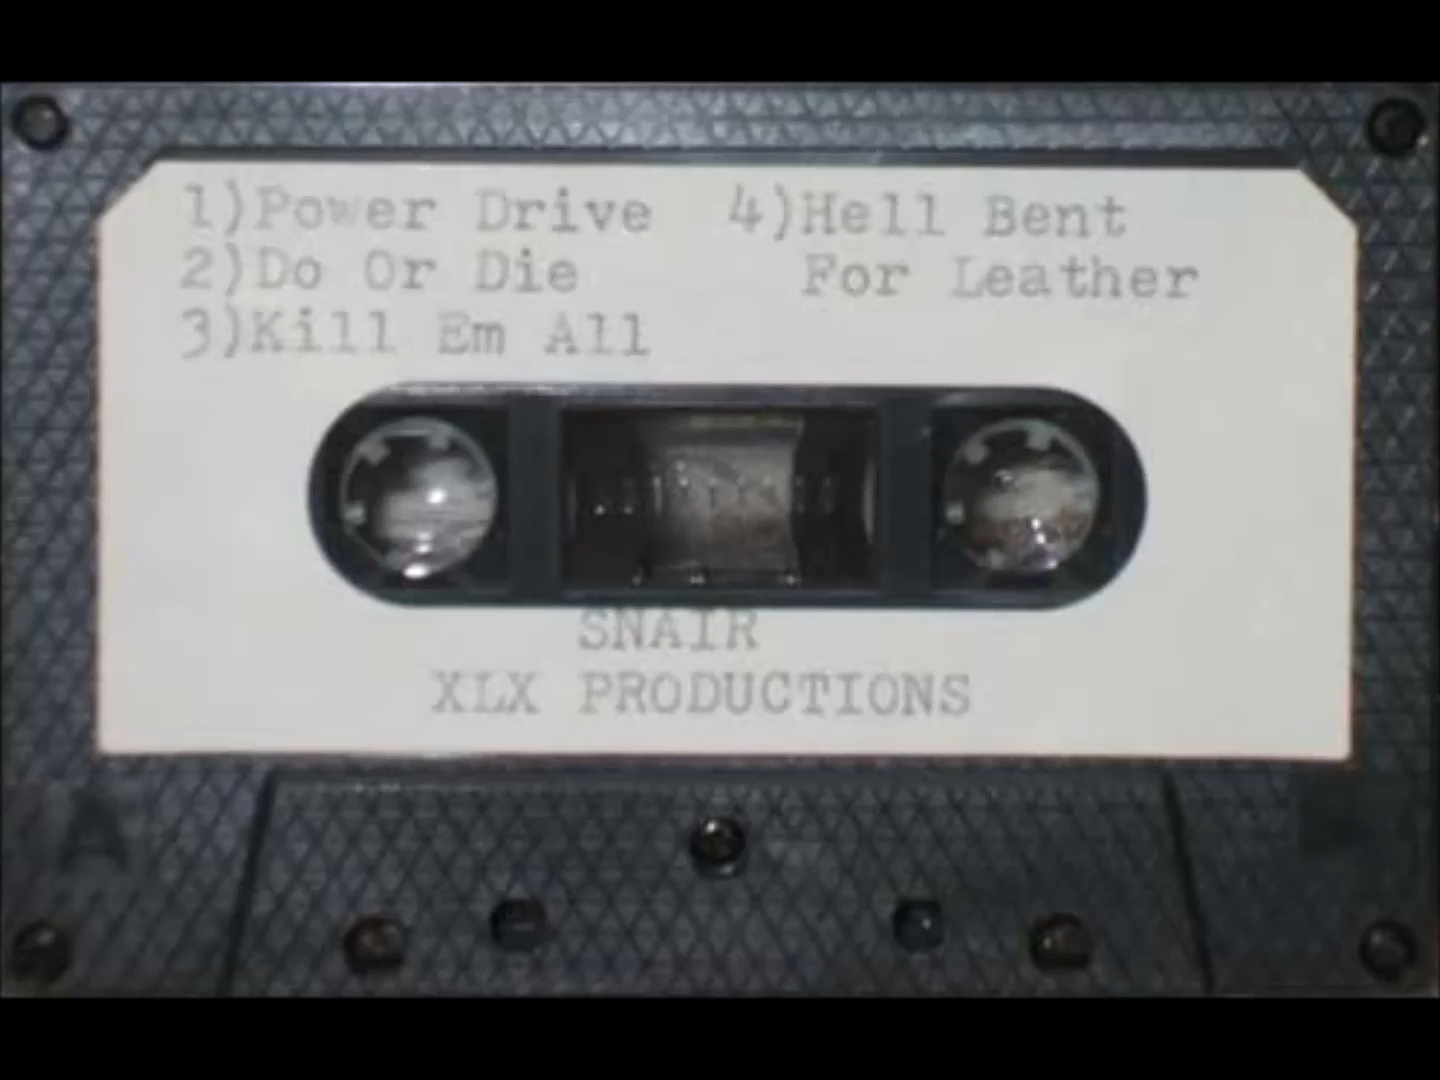 1)Power Drive
2)Do Or Die
3)Kill Em All
4)Hell Bent
For Leather
SNAIR
XLX PRODUCTIONS
A